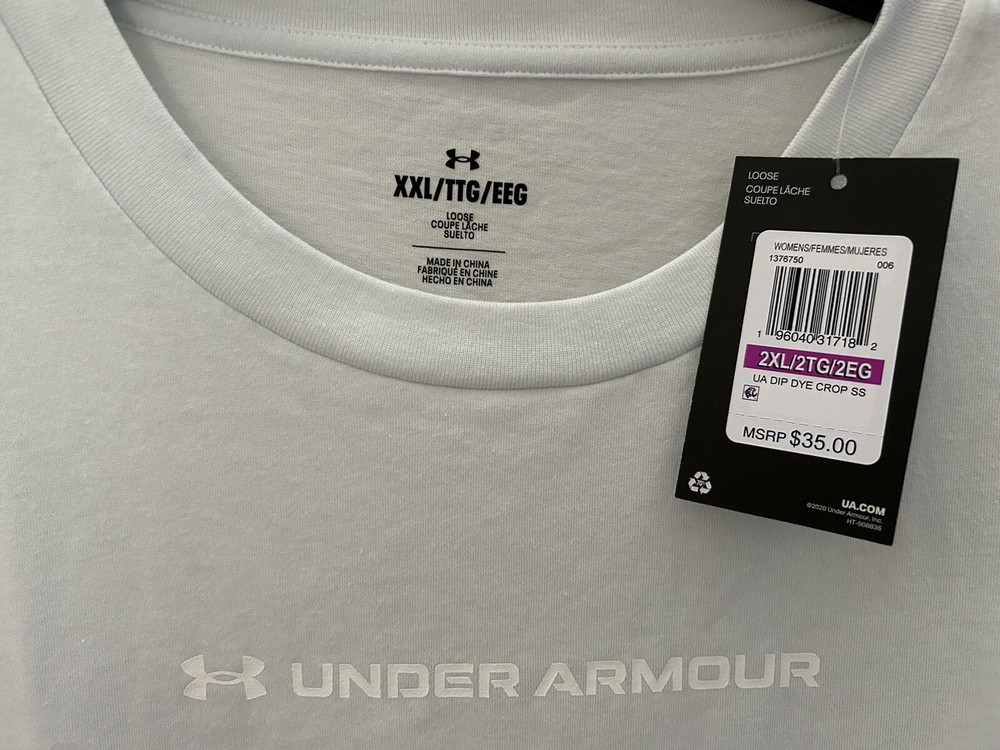 XXL/TTG/EEG
LOOSE
COUPE LÂCHE
SUELTO
MADE IN CHINA
FABRIQUÉ EN CHINE
HECHO EN CHINA
LOOSE
COUPE LÂCHE
SUELTO
WOMENS/FEMMES/MUJERES
1376750 006
1 96040 31718 2
2XL/2TG/2EG
UA DIP DYE CROP SS
MSRP $35.00
UA.COM
©2020 Under Armour, Inc.
HT-908836
UNDER ARMOUR